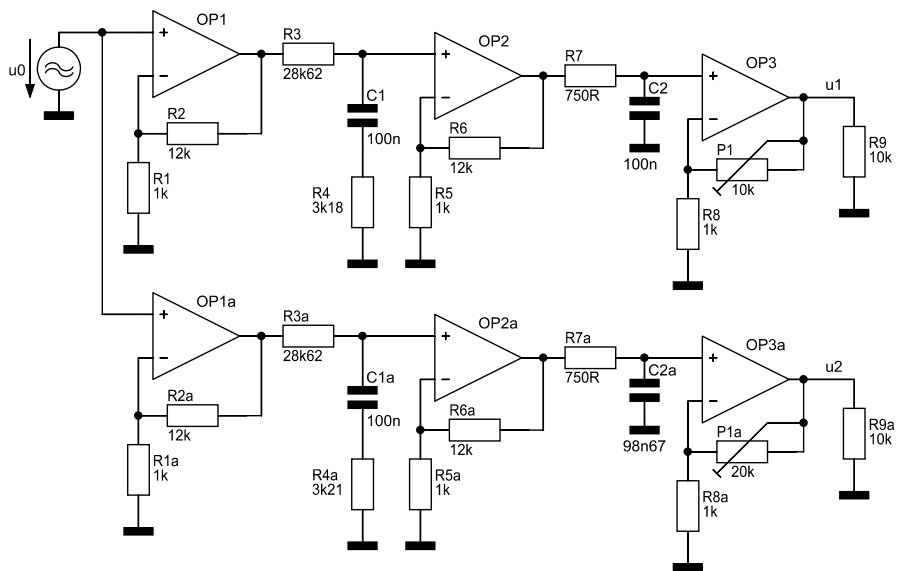 u0
OP1
R2
12k
R1
1k
R3
28k62
C1
100n
R4
3k18
OP2
R6
12k
R5
1k
R7
750R
C2
100n
OP3
P1
10k
R8
1k
u1
R9
10k
OP1a
R2a
12k
R1a
1k
R3a
28k62
C1a
100n
R4a
3k21
OP2a
R6a
12k
R5a
1k
R7a
750R
C2a
98n67
OP3a
P1a
20k
R8a
1k
u2
R9a
10k